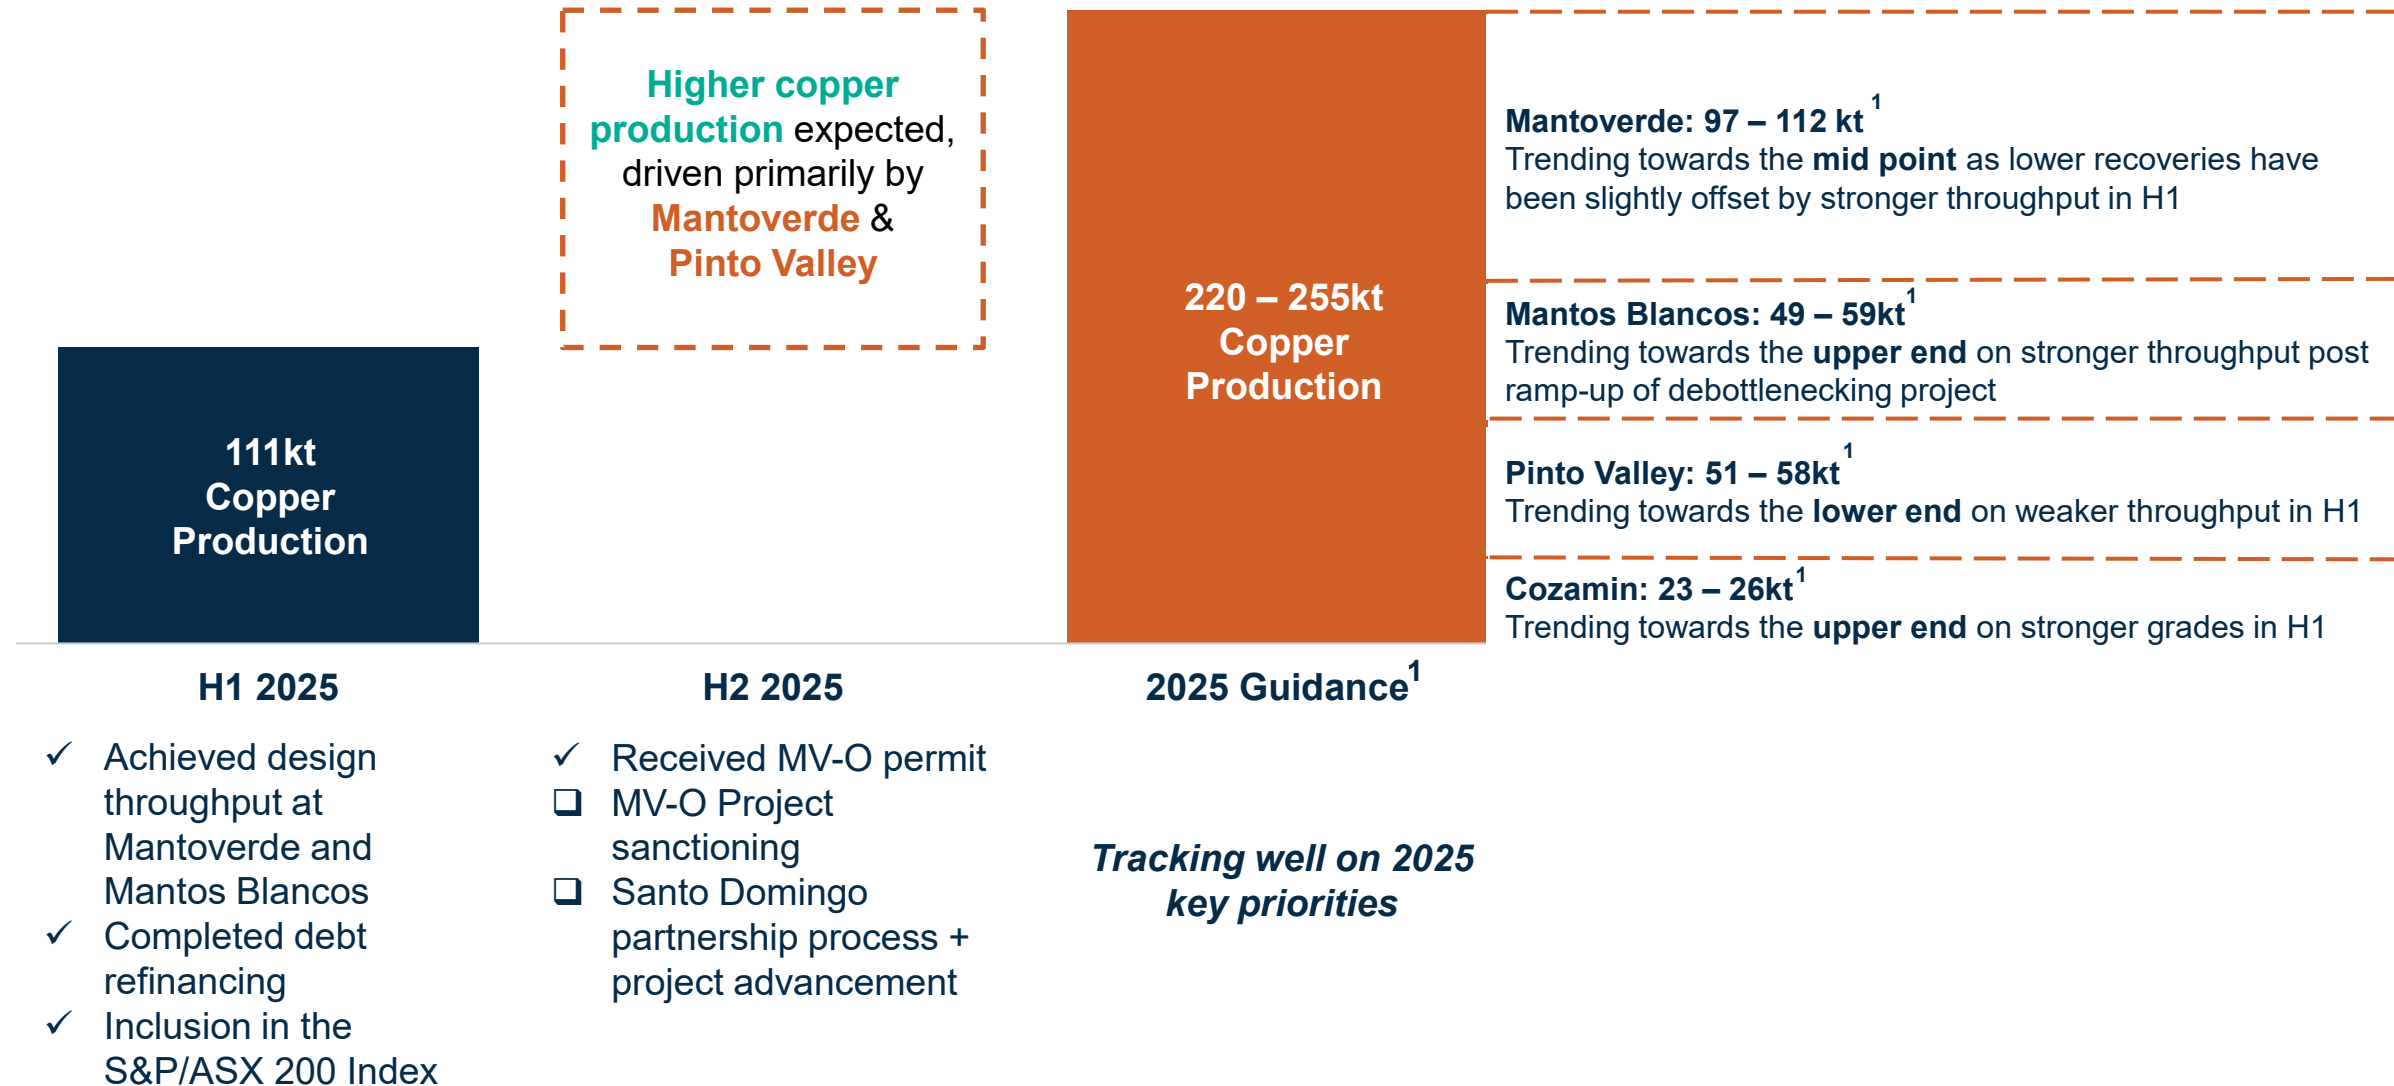 Higher copper
production expected,
driven primarily by
Mantoverde &
Pinto Valley
111kt
Copper
Production
220 – 255kt
Copper
Production
Mantoverde: 97 – 112 kt 1
Trending towards the mid point as lower recoveries have
been slightly offset by stronger throughput in H1
Mantos Blancos: 49 – 59kt1
Trending towards the upper end on stronger throughput post
ramp-up of debottlenecking project
Pinto Valley: 51 – 58kt1
Trending towards the lower end on weaker throughput in H1
Cozamin: 23 – 26kt1
Trending towards the upper end on stronger grades in H1
H1 2025
✓ Achieved design
throughput at
Mantoverde and
Mantos Blancos
✓ Completed debt
refinancing
✓ Inclusion in the
S&P/ASX 200 Index
H2 2025
✓ Received MV-O permit
❑ MV-O Project
sanctioning
❑ Santo Domingo
partnership process +
project advancement
2025 Guidance1
Tracking well on 2025
key priorities